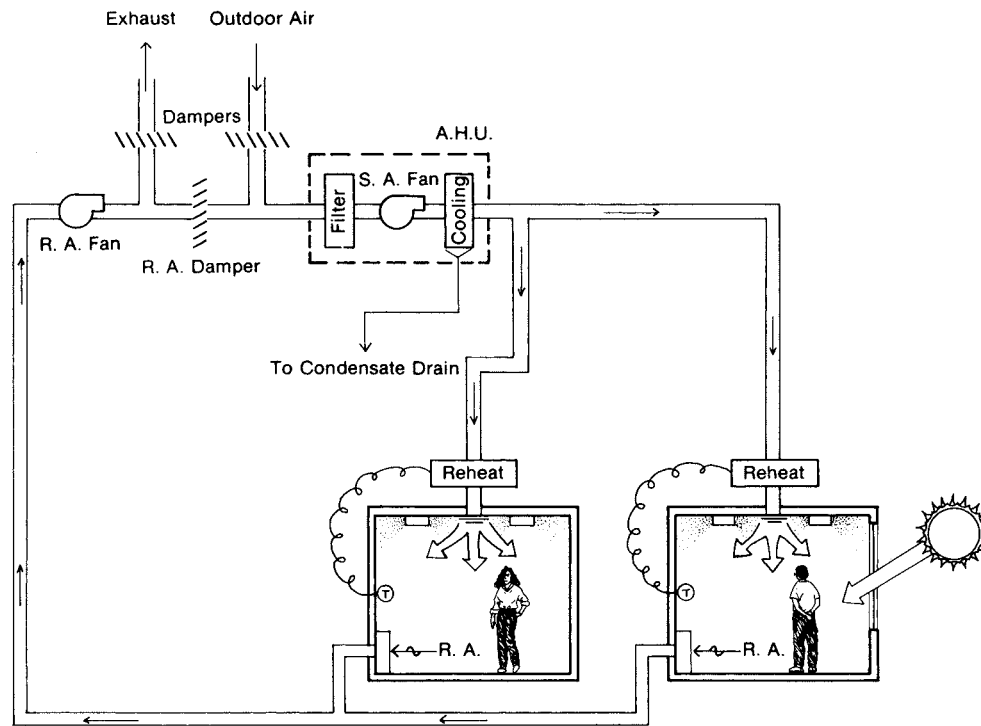 Exhaust
Outdoor Air
Dampers
A.H.U.
S. A. Fan
Filter
Cooling
R. A. Fan
R. A. Damper
To Condensate Drain
Reheat
Reheat
T
T
R. A.
R. A.